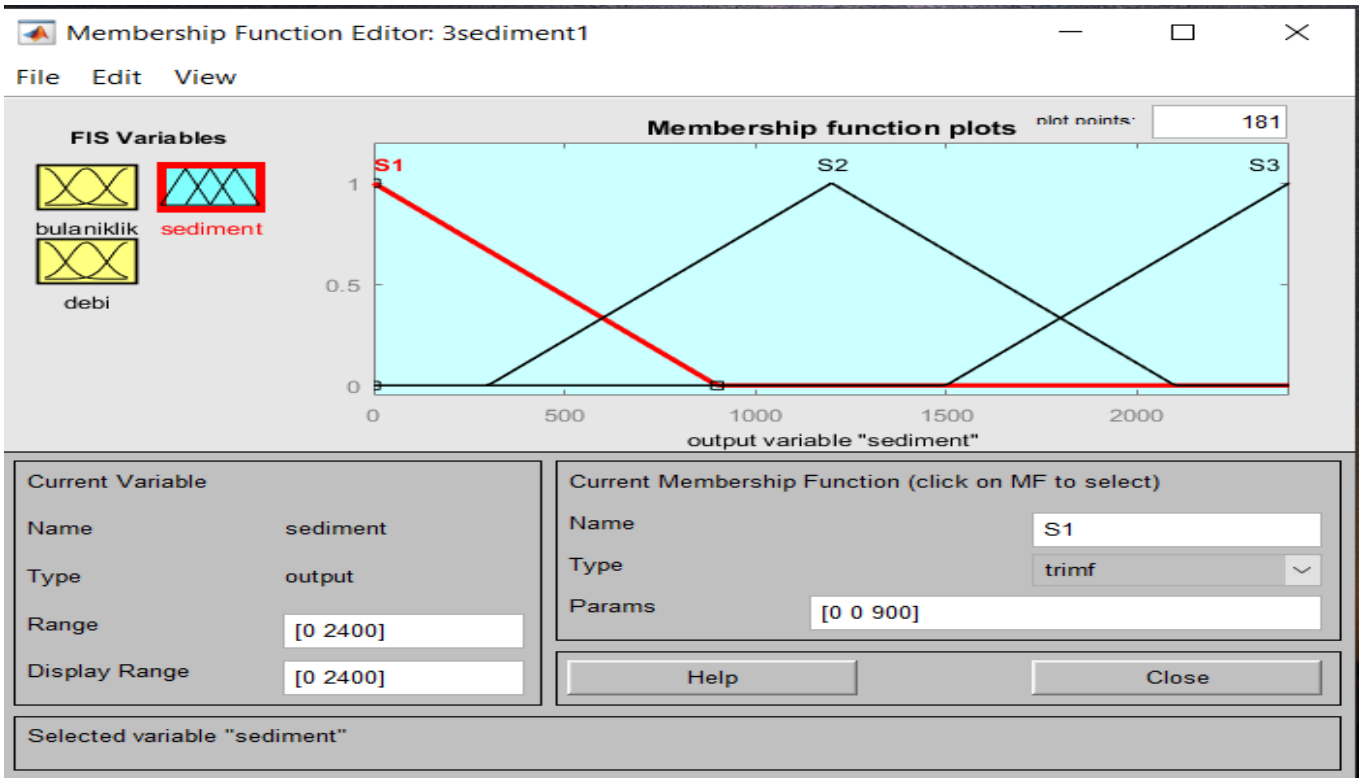 Membership Function Editor: 3sediment1
File Edit View
FIS Variables
Membership function plots
plot points:
181
bulaniklik
sediment
debi
S1
S2
S3
1
0.5
0
0 500 1000 1500 2000
output variable "sediment"
Current Variable
Name sediment
Type output
Range [0 2400]
Display Range [0 2400]
Current Membership Function (click on MF to select)
Name S1
Type trimf
Params [0 0 900]
Help Close
Selected variable "sediment"